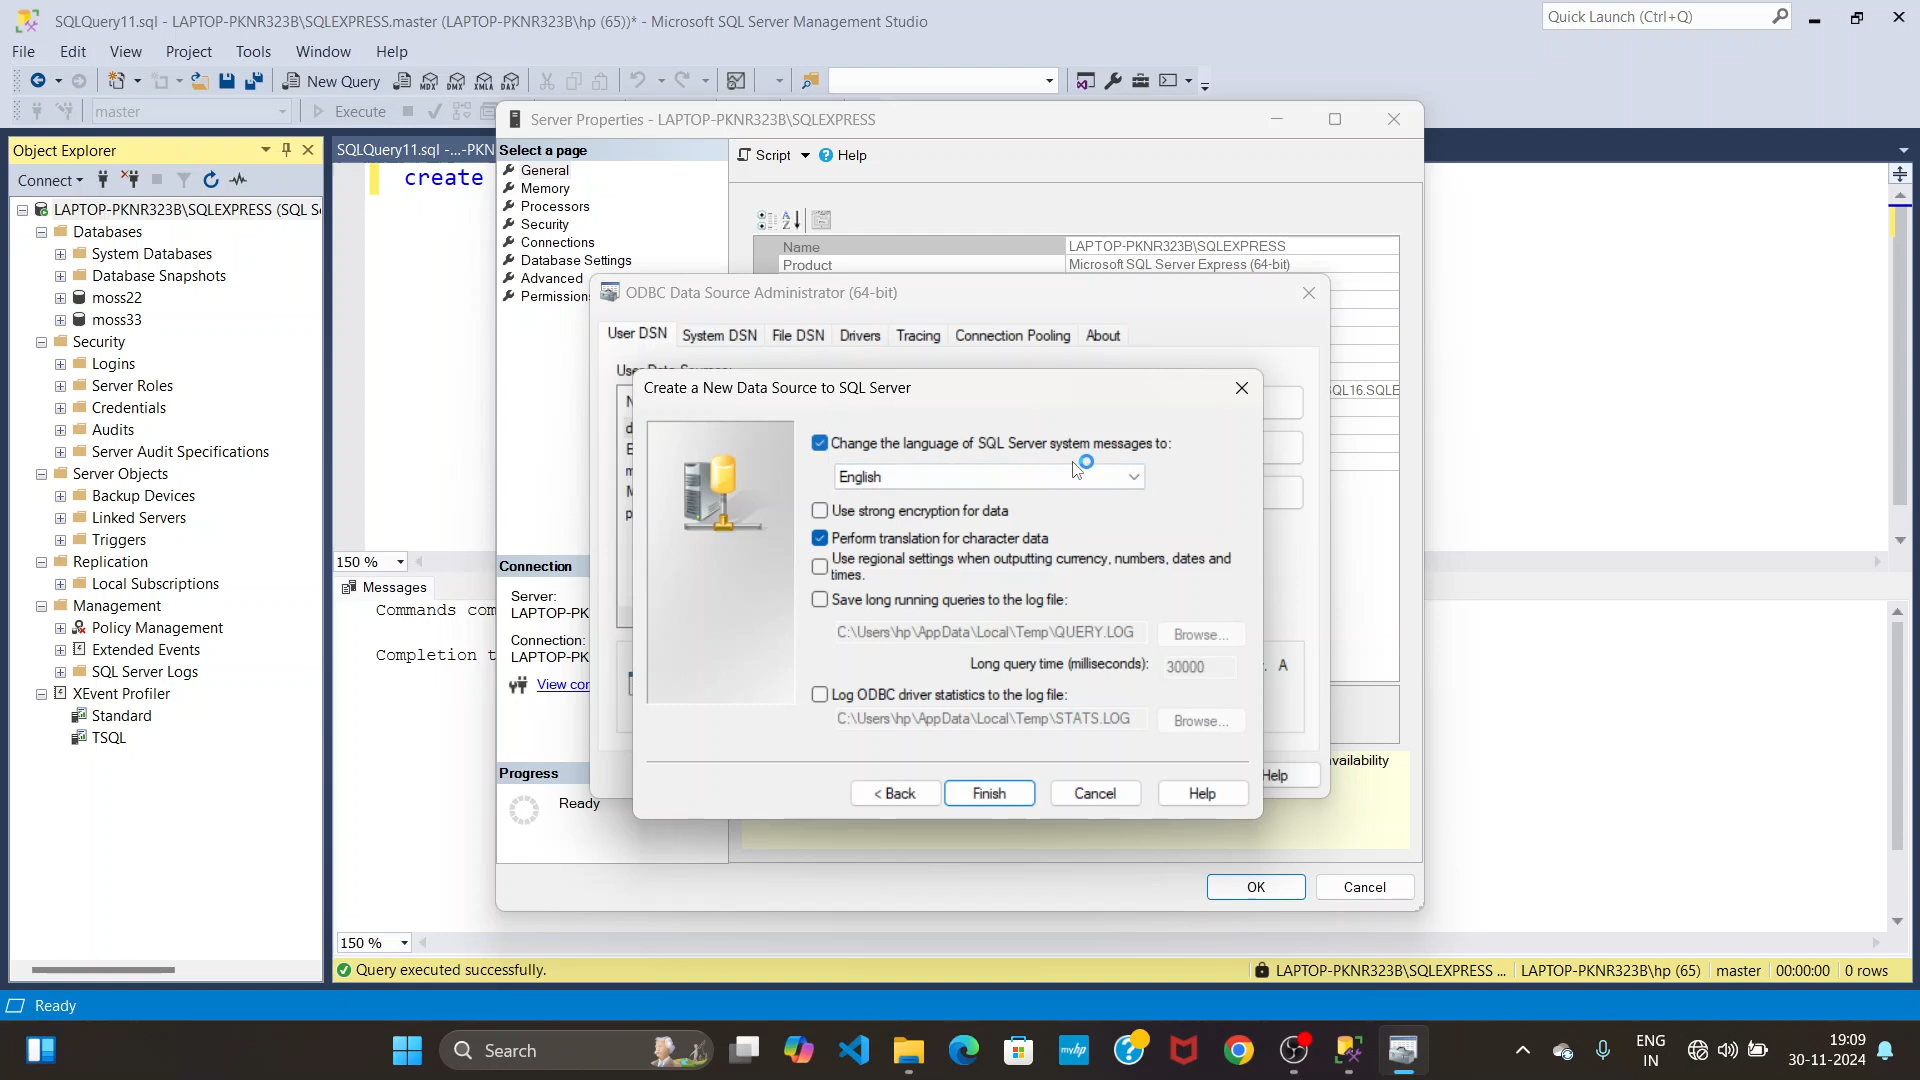 SQLQuery11.sql - LAPTOP-PKNR323B\SQLEXPRESS.master (LAPTOP-PKNR323B\hp (65))* - Microsoft SQL Server Management Studio
Quick Launch (Ctrl+Q)
File Edit View Project Tools Window Help
New Query
MDX DMX XMLA DAX
master
Execute
Object Explorer
Connect
LAPTOP-PKNR323B\SQLEXPRESS (SQL S
Databases
System Databases
Database Snapshots
moss22
moss33
Security
Logins
Server Roles
Credentials
Audits
Server Audit Specifications
Server Objects
Backup Devices
Linked Servers
Triggers
Replication
Local Subscriptions
Management
Policy Management
Extended Events
SQL Server Logs
XEvent Profiler
Standard
TSQL
SQLQuery11.sql -...-PKN
create
150 %
Messages
Commands com
Completion t
150 %
Query executed successfully.
LAPTOP-PKNR323B\SQLEXPRESS ... LAPTOP-PKNR323B\hp (65) master 00:00:00 0 rows
Server Properties - LAPTOP-PKNR323B\SQLEXPRESS
Select a page
General
Memory
Processors
Security
Connections
Database Settings
Advanced
Permissions
Script Help
Name LAPTOP-PKNR323B\SQLEXPRESS
Product Microsoft SQL Server Express (64-bit)
QL16.SQLE
Connection
Server:
LAPTOP-PK
Connection:
LAPTOP-PK
View cor
Progress
Ready
vailability
OK Cancel
ODBC Data Source Administrator (64-bit)
User DSN System DSN File DSN Drivers Tracing Connection Pooling About
. A
Help
Create a New Data Source to SQL Server
Change the language of SQL Server system messages to:
English
Use strong encryption for data
Perform translation for character data
Use regional settings when outputting currency, numbers, dates and
times.
Save long running queries to the log file:
C:\Users\hp\AppData\Local\Temp\QUERY.LOG Browse...
Long query time (milliseconds): 30000
Log ODBC driver statistics to the log file:
C:\Users\hp\AppData\Local\Temp\STATS.LOG Browse...
< Back Finish Cancel Help
Ready
Search
myhp
ENG
IN
19:09
30-11-2024